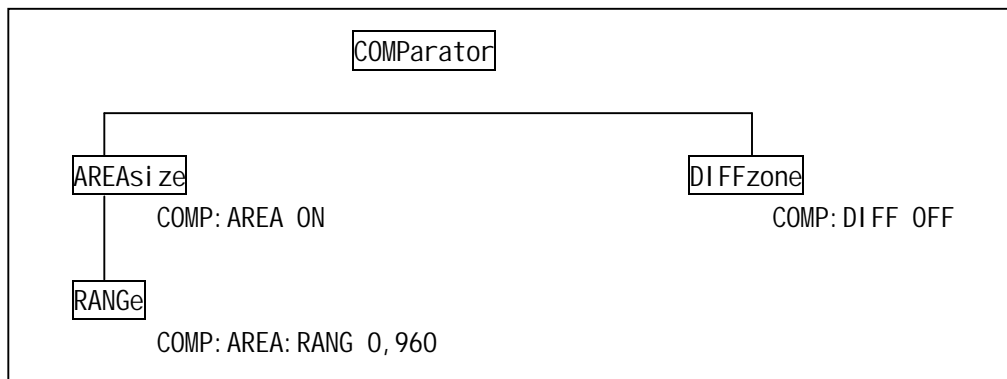 COMParator
AREAsize
DIFFzone
COMP:AREA ON
COMP:DIFF OFF
RANGe
COMP:AREA:RANG 0,960